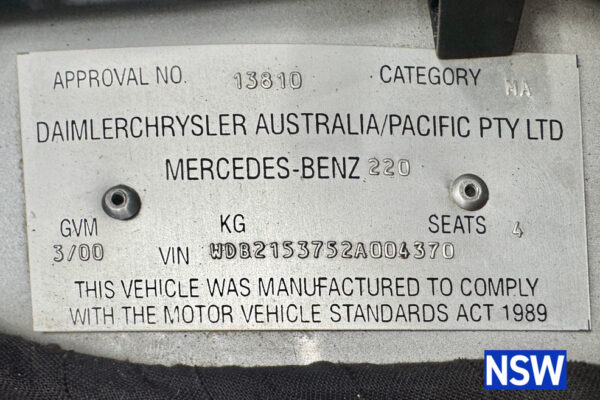 APPROVAL NO. 13810 CATEGORY MA
DAIMLERCHRYSLER AUSTRALIA/PACIFIC PTY LTD
MERCEDES-BENZ 220
GVM KG SEATS 4
3/00 VIN WDB2153752A004370
THIS VEHICLE WAS MANUFACTURED TO COMPLY
WITH THE MOTOR VEHICLE STANDARDS ACT 1989
NSW